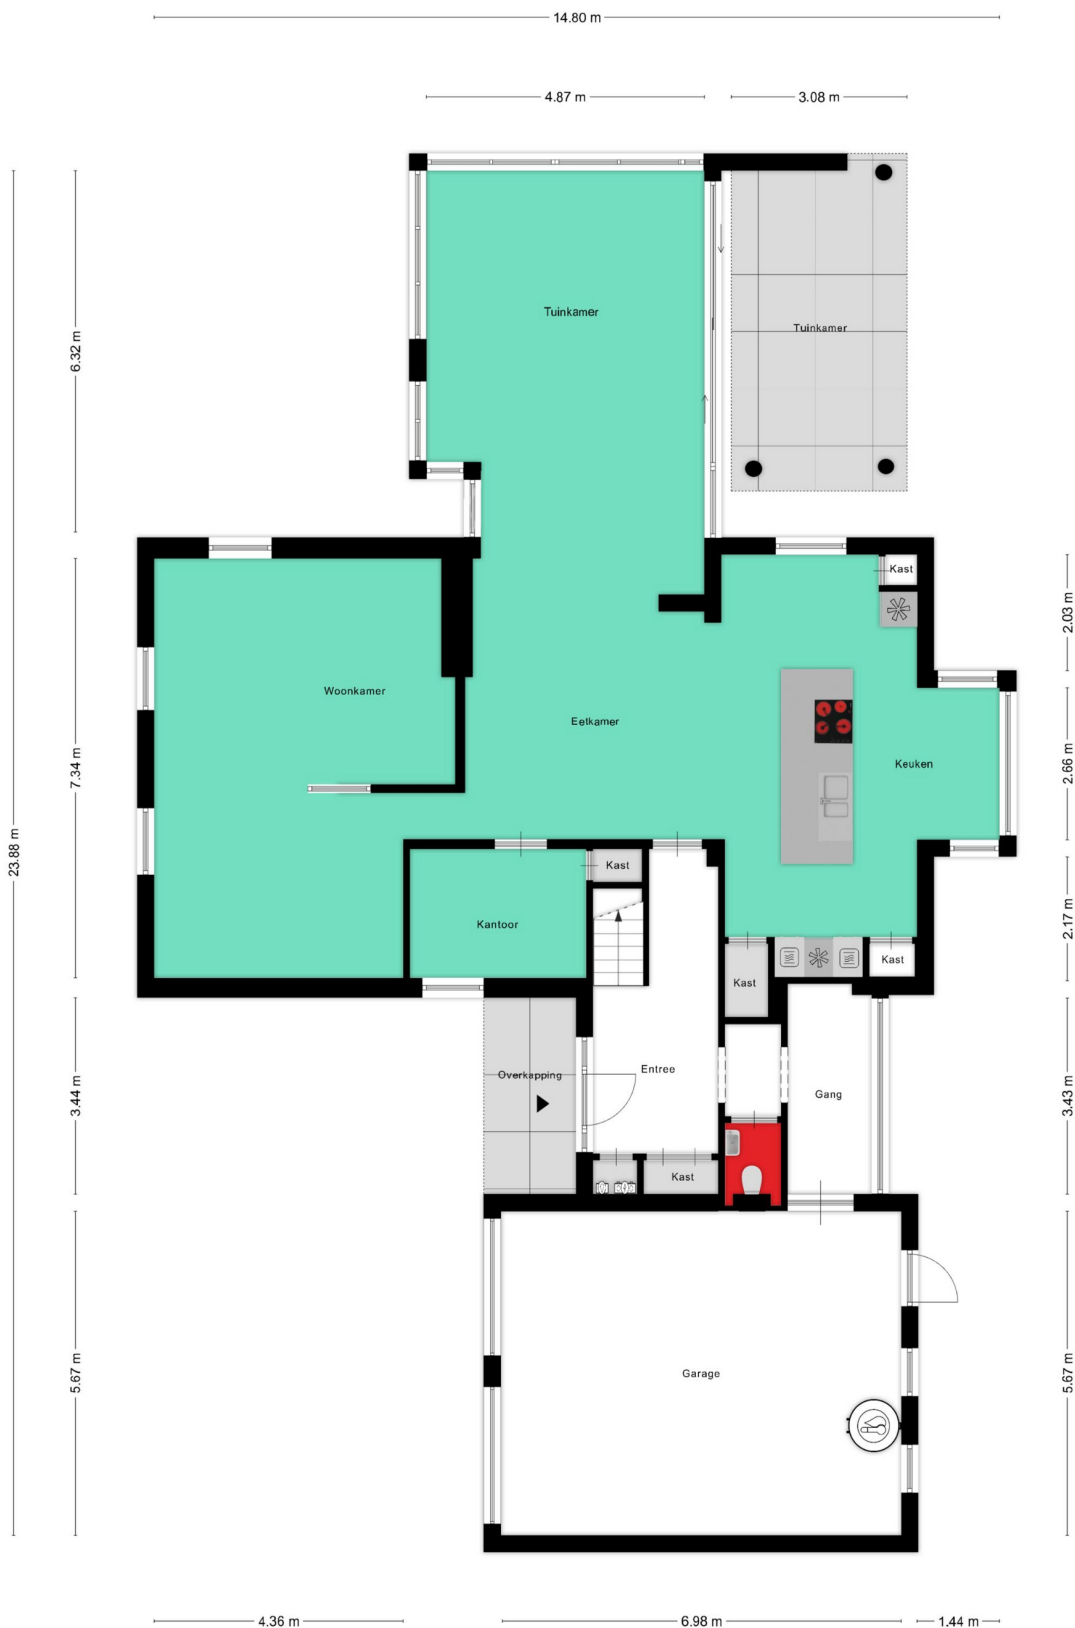 14.80 m
4.87 m
3.08 m
Tuinkamer
Tuinkamer
6.32 m
Kast
2.03 m
Woonkamer
Eetkamer
Keuken
7.34 m
2.66 m
23.88 m
Kast
Kantoor
2.17 m
Kast
Kast
Entree
Overkapping
Gang
3.44 m
3.43 m
Kast
Garage
5.67 m
5.67 m
4.36 m
6.98 m
1.44 m